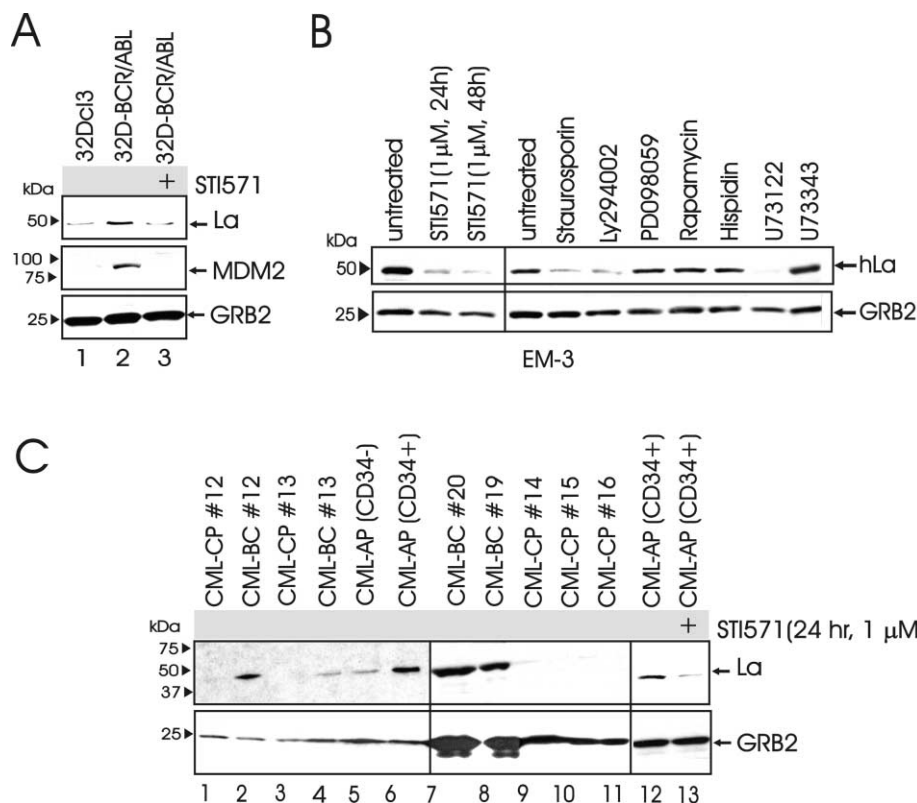 A
32Dcl3
32D-BCR/ABL
32D-BCR/ABL
+ STI571
kDa
50
La
100
75
MDM2
25
GRB2
1 2 3
B
untreated
STI571(1 μM, 24h)
STI571(1 μM, 48h)
untreated
Staurosporin
Ly294002
PD098059
Rapamycin
Hispidin
U73122
U73343
kDa
50
hLa
25
GRB2
EM-3
C
CML-CP #12
CML-BC #12
CML-CP #13
CML-BC #13
CML-AP (CD34-)
CML-AP (CD34+)
CML-BC #20
CML-BC #19
CML-CP #14
CML-CP #15
CML-CP #16
CML-AP (CD34+)
CML-AP (CD34+)
+ STI571(24 hr, 1 μM
kDa
75
50
37
La
25
GRB2
1 2 3 4 5 6 7 8 9 10 11 12 13